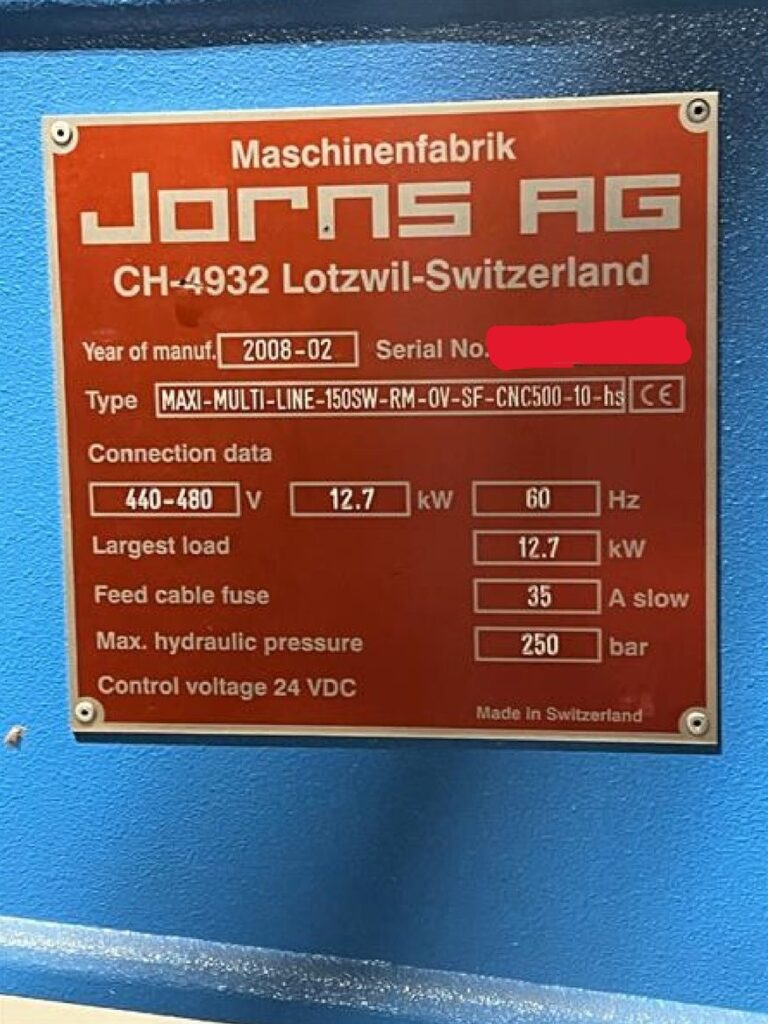 Maschinenfabrik
Jorns AG
CH-4932 Lotzwil-Switzerland
Year of manuf. 2008-02 Serial No.
Type MAXI-MULTI-LINE-150SW-RM-OV-SF-CNC500-10-hs CE
Connection data
440-480 V 12.7 kW 60 Hz
Largest load 12.7 kW
Feed cable fuse 35 A slow
Max. hydraulic pressure 250 bar
Control voltage 24 VDC
Made in Switzerland